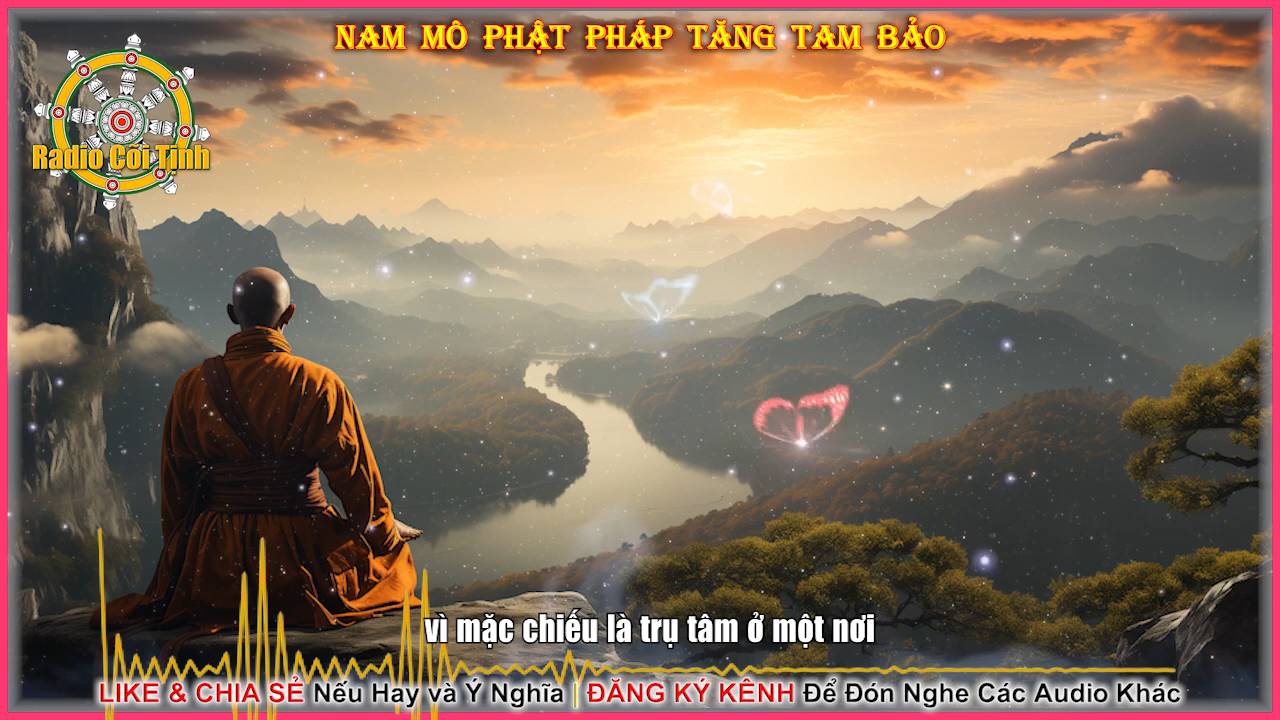 NAM MÔ PHẬT PHÁP TĂNG TAM BẢO
Radio Cõi Tịnh
vì mặc chiếu là trụ tâm ở một nơi
LIKE & CHIA SẺ Nếu Hay và Ý Nghĩa | ĐĂNG KÝ KÊNH Để Đón Nghe Các Audio Khác